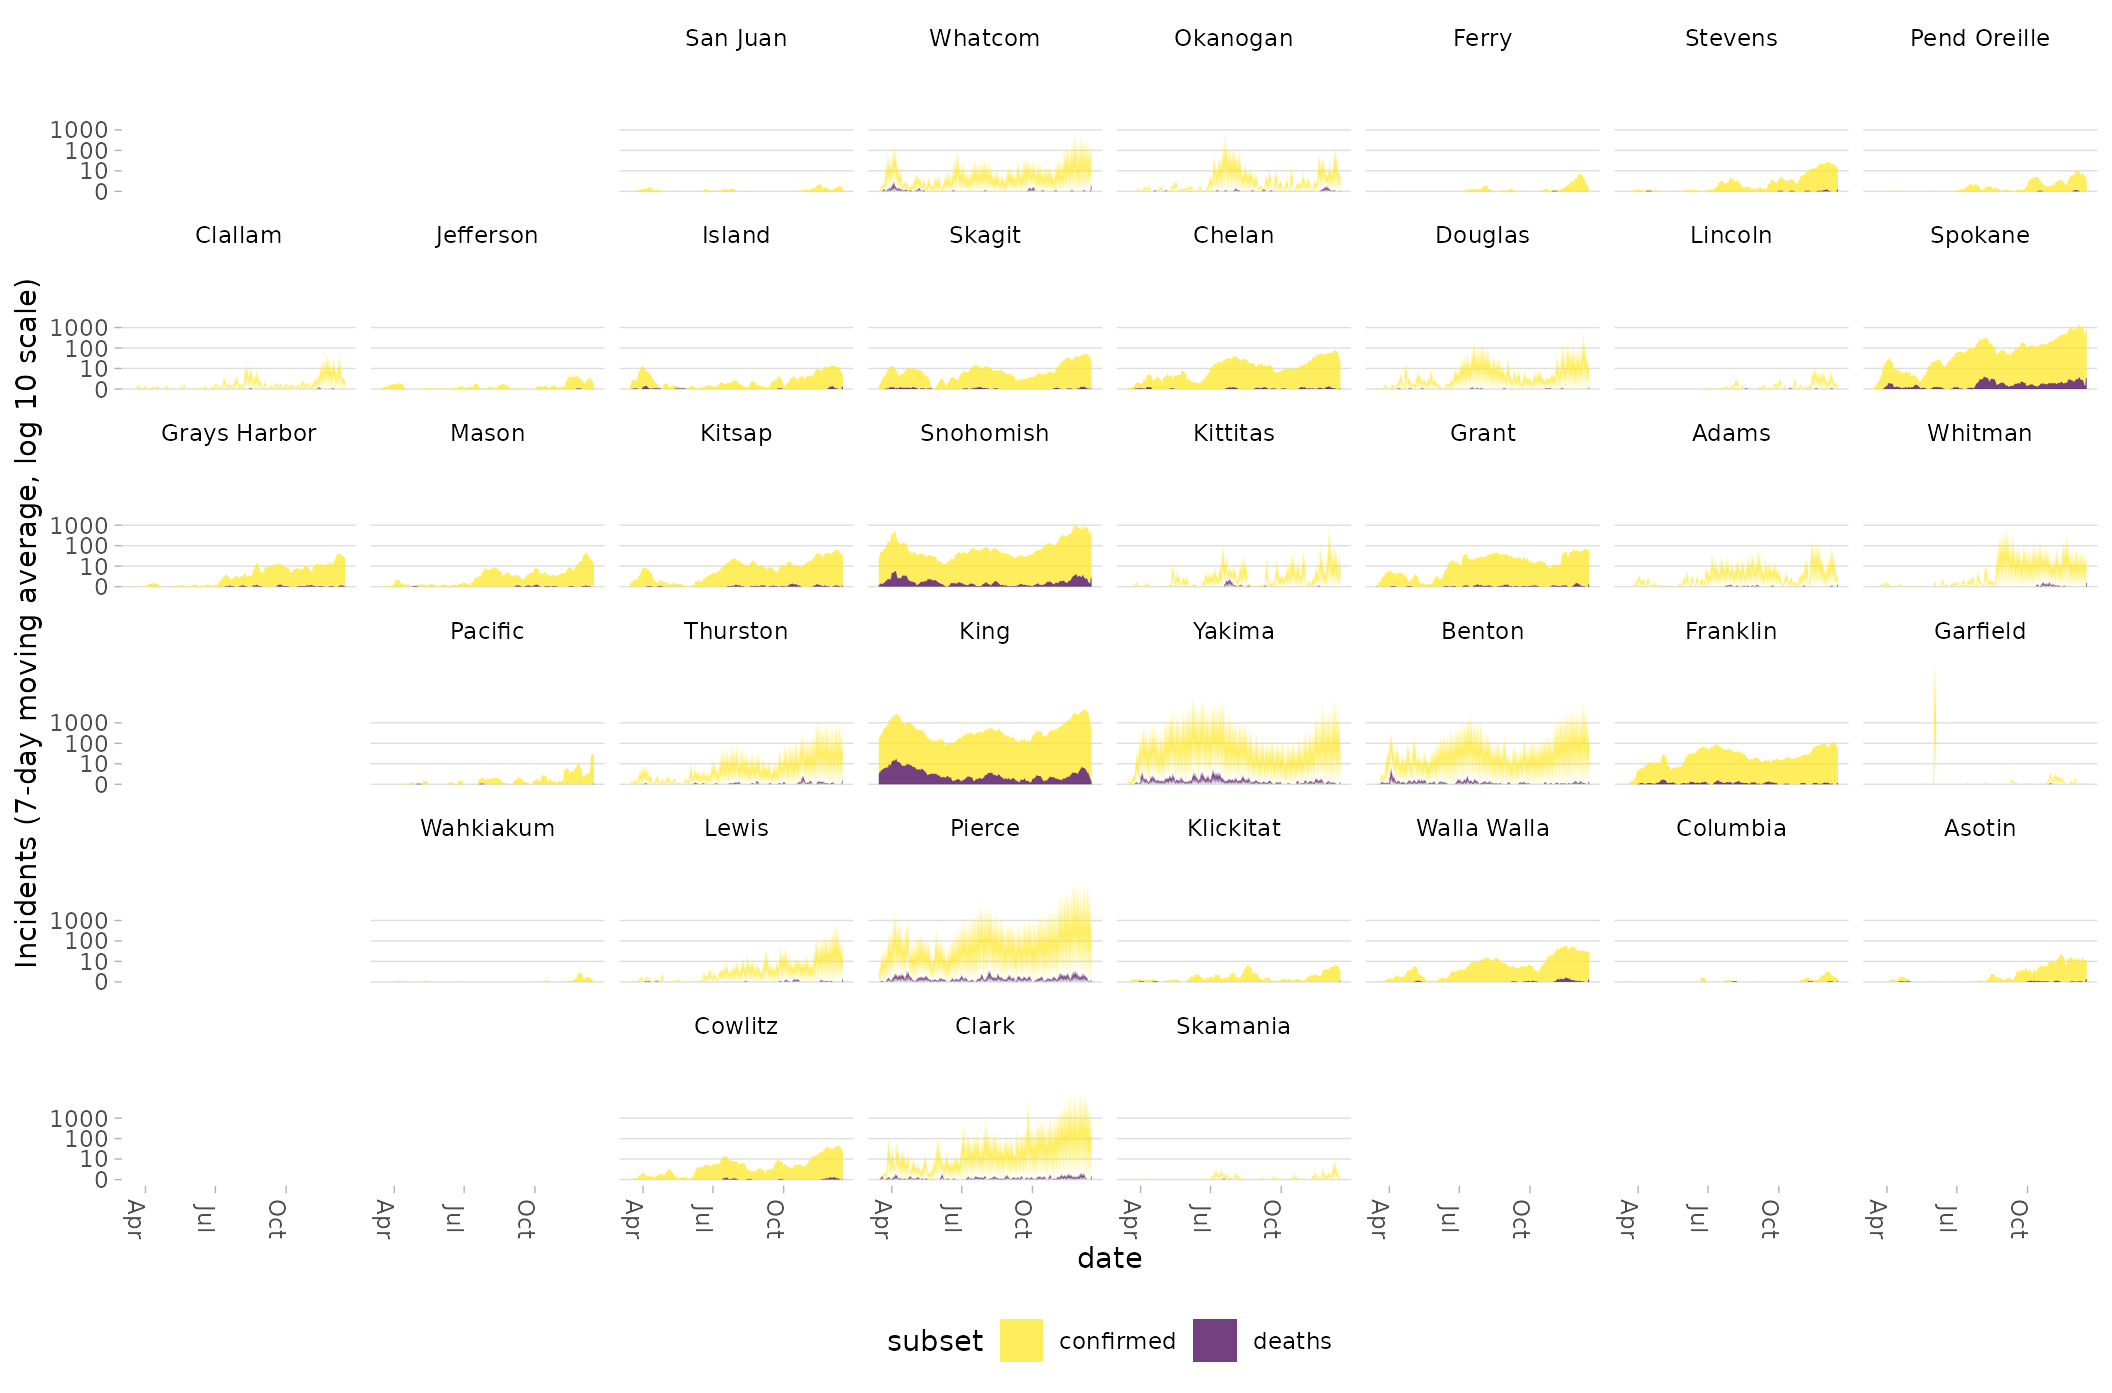 San Juan Whatcom Okanogan Ferry Stevens Pend Oreille
1000
100
10
0
Clallam Jefferson Island Skagit Chelan Douglas Lincoln Spokane
1000
100
10
0
Grays Harbor Mason Kitsap Snohomish Kittitas Grant Adams Whitman
1000
100
10
0
Pacific Thurston King Yakima Benton Franklin Garfield
1000
100
10
0
Wahkiakum Lewis Pierce Klickitat Walla Walla Columbia Asotin
1000
100
10
0
Cowlitz Clark Skamania
1000
100
10
0
Incidents (7-day moving average, log 10 scale)
Apr Jul Oct Apr Jul Oct Apr Jul Oct Apr Jul Oct Apr Jul Oct Apr Jul Oct Apr Jul Oct Apr Jul Oct
date
subset confirmed deaths